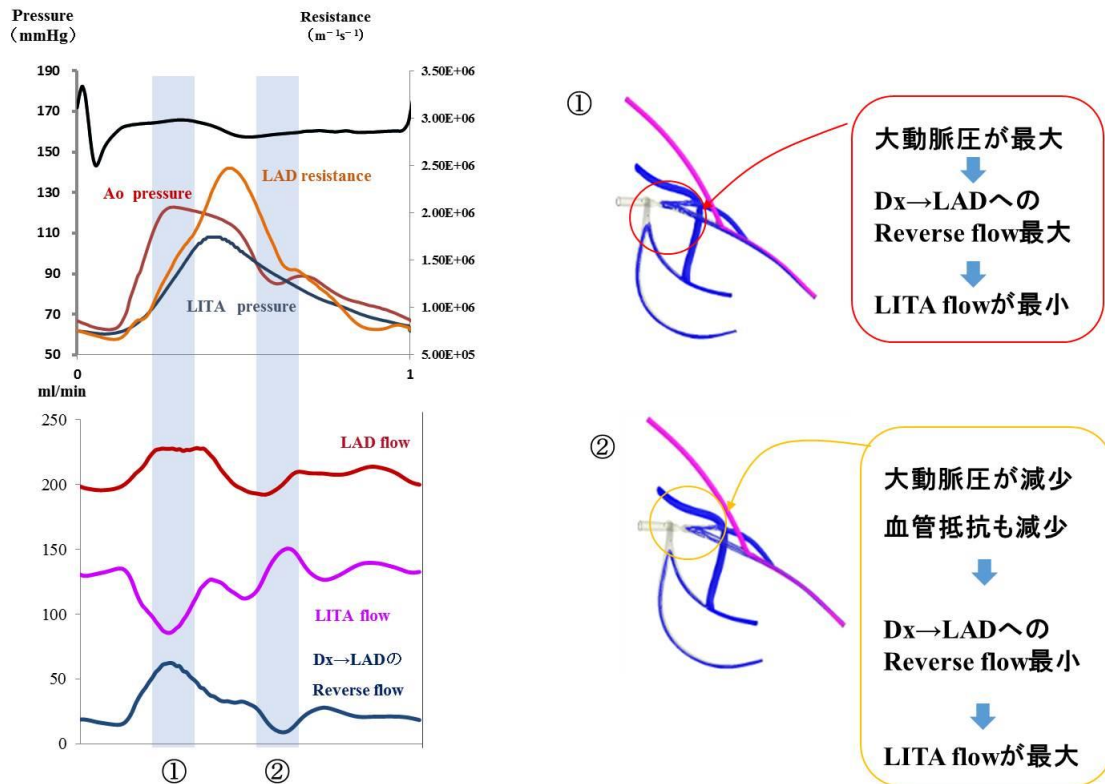 Pressure
（mmHg）
Resistance
（m⁻¹s⁻¹）
190
170
150
130
110
90
70
50
3.50E+06
3.00E+06
2.50E+06
2.00E+06
1.50E+06
1.00E+06
5.00E+05
Ao pressure
LAD resistance
LITA pressure
0
1
ml/min
250
200
150
100
50
0
LAD flow
LITA flow
Dx→LADの
Reverse flow
①
②
①
大動脈圧が最大
Dx→LADへの
Reverse flow最大
LITA flowが最小
②
大動脈圧が減少
血管抵抗も減少
Dx→LADへの
Reverse flow最小
LITA flowが最大